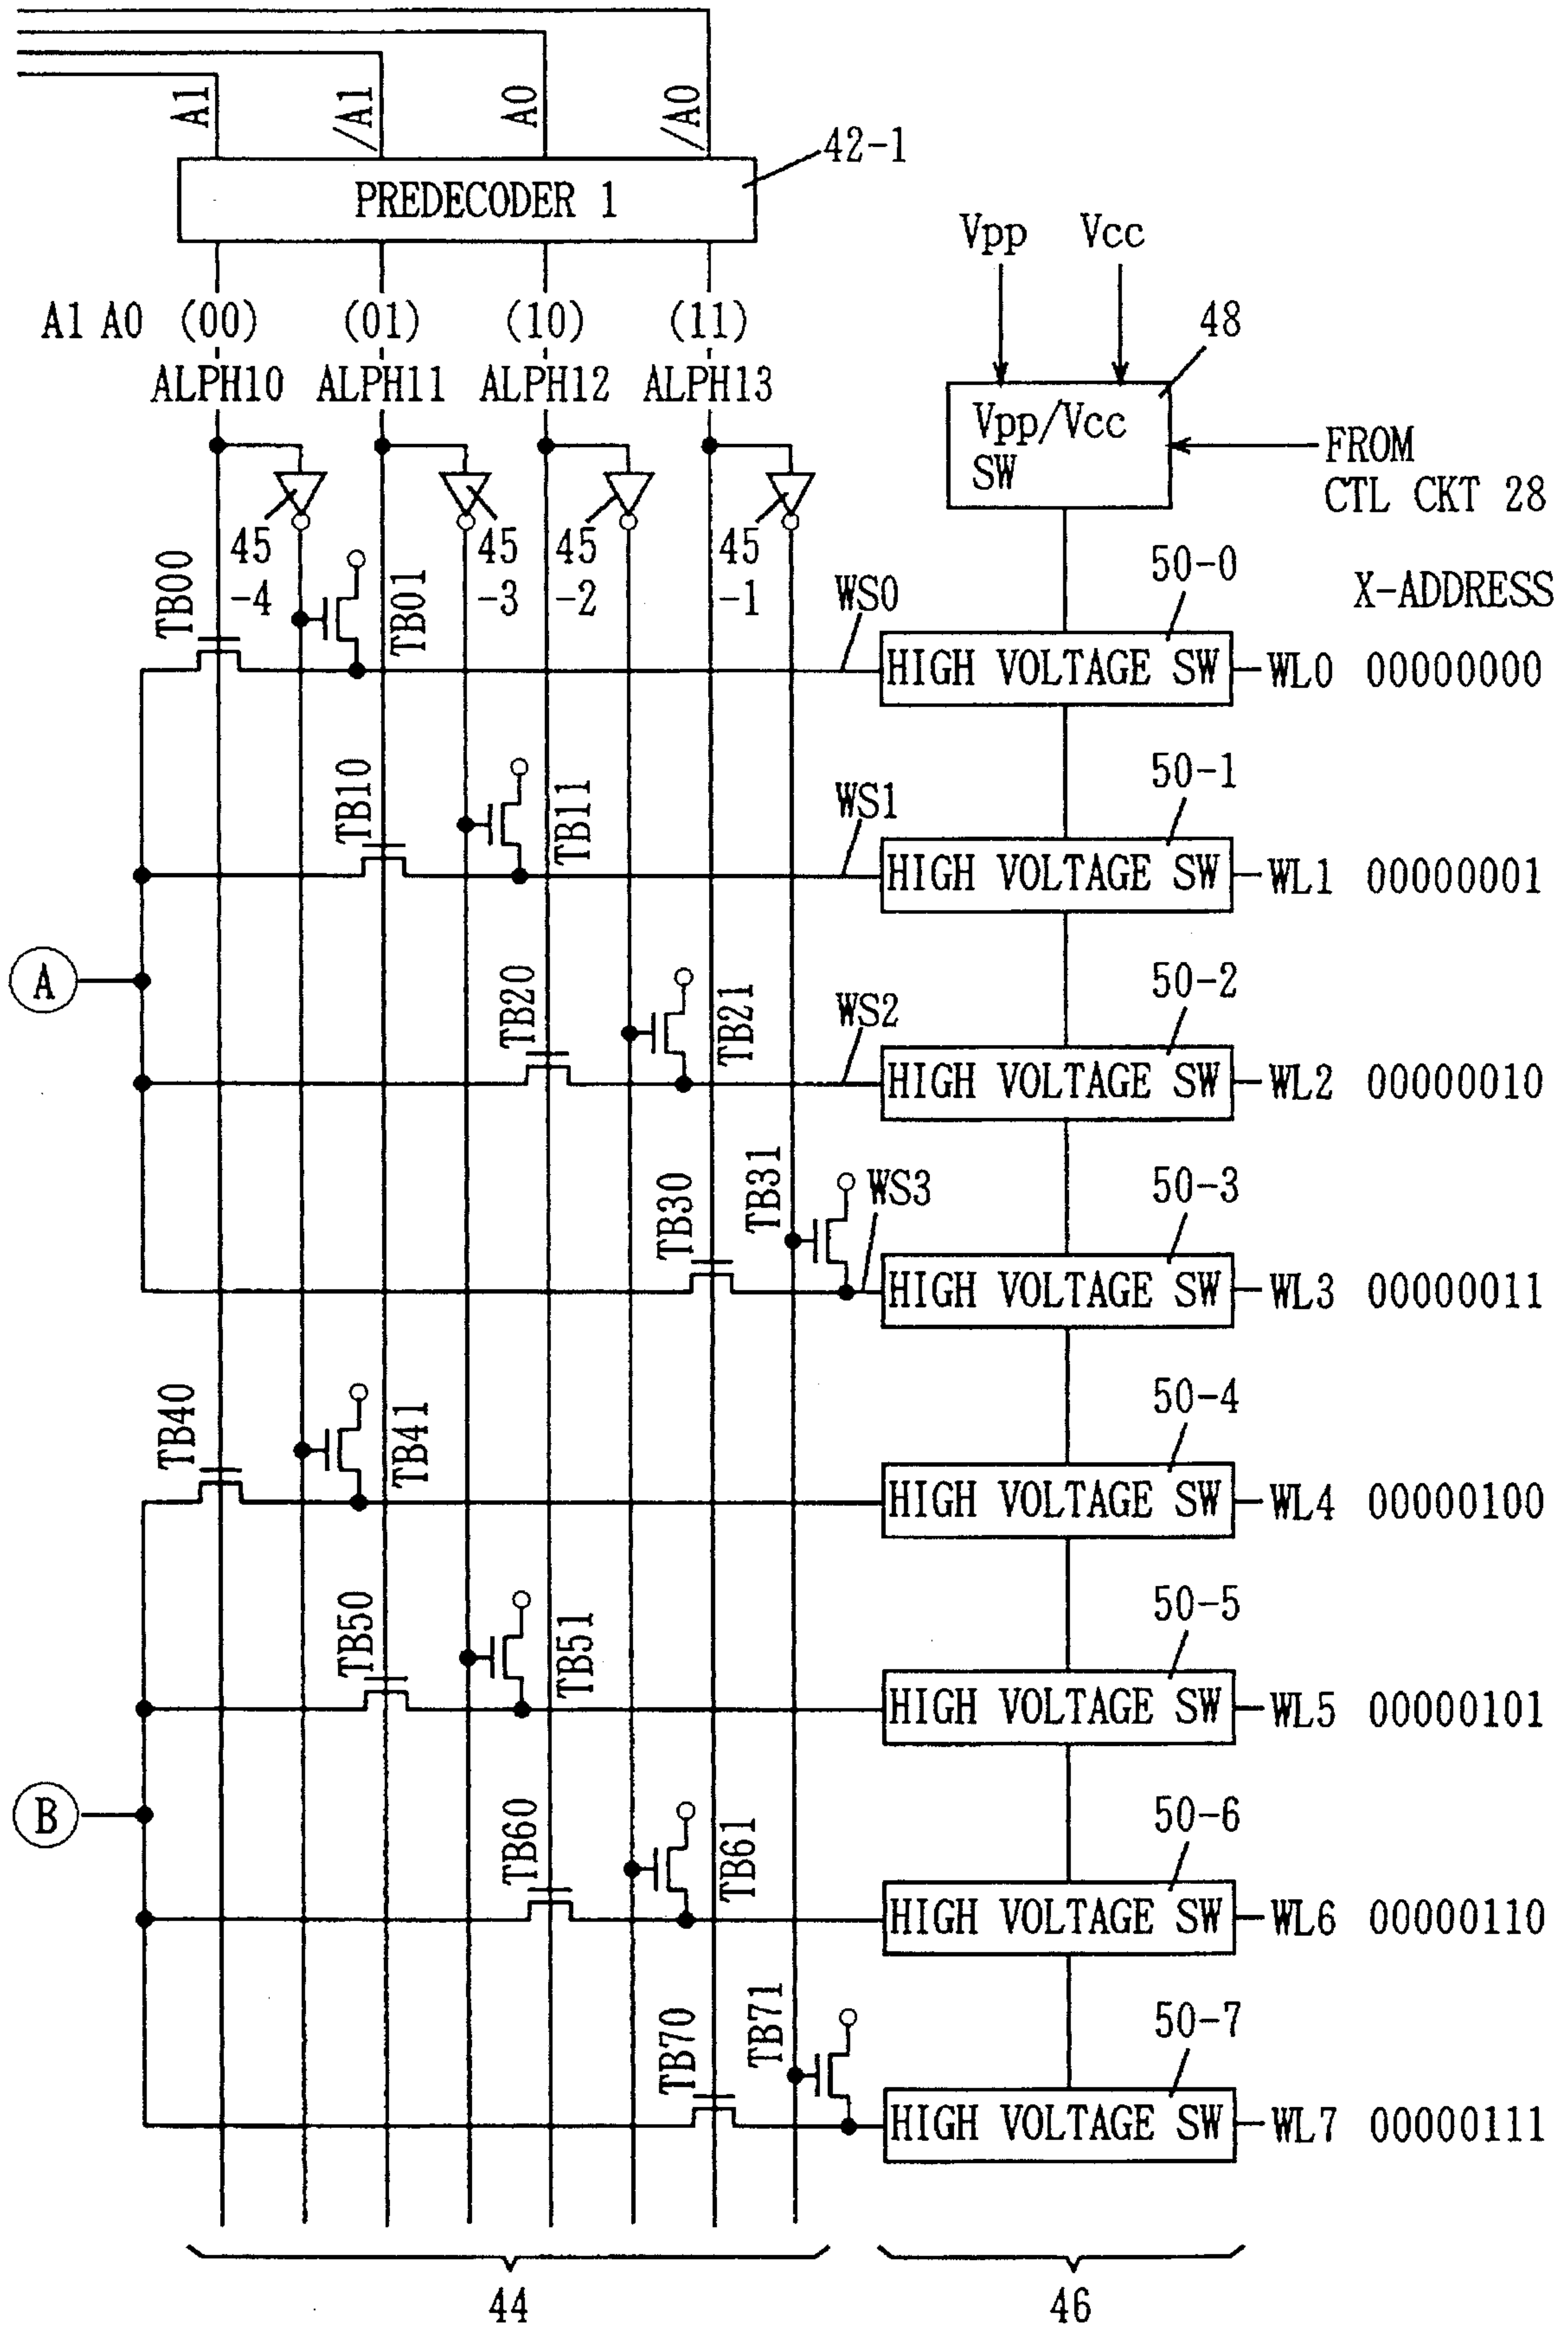 A1 /A1 A0 /A0
42-1
PREDECODER 1
Vpp Vcc
A1 A0 (00) (01) (10) (11)
48
ALPH10 ALPH11 ALPH12 ALPH13
Vpp/Vcc
SW
FROM
CTL CKT 28
45
-4
45
-3
45
-2
45
-1
X-ADDRESS
TB00
TB01
WS0
50-0
HIGH VOLTAGE SW
WL0 00000000
TB10
TB11
WS1
50-1
HIGH VOLTAGE SW
WL1 00000001
A
TB20
TB21
WS2
50-2
HIGH VOLTAGE SW
WL2 00000010
TB30
TB31
WS3
50-3
HIGH VOLTAGE SW
WL3 00000011
TB40
TB41
50-4
HIGH VOLTAGE SW
WL4 00000100
TB50
TB51
50-5
HIGH VOLTAGE SW
WL5 00000101
B
TB60
TB61
50-6
HIGH VOLTAGE SW
WL6 00000110
TB70
TB71
50-7
HIGH VOLTAGE SW
WL7 00000111
44
46